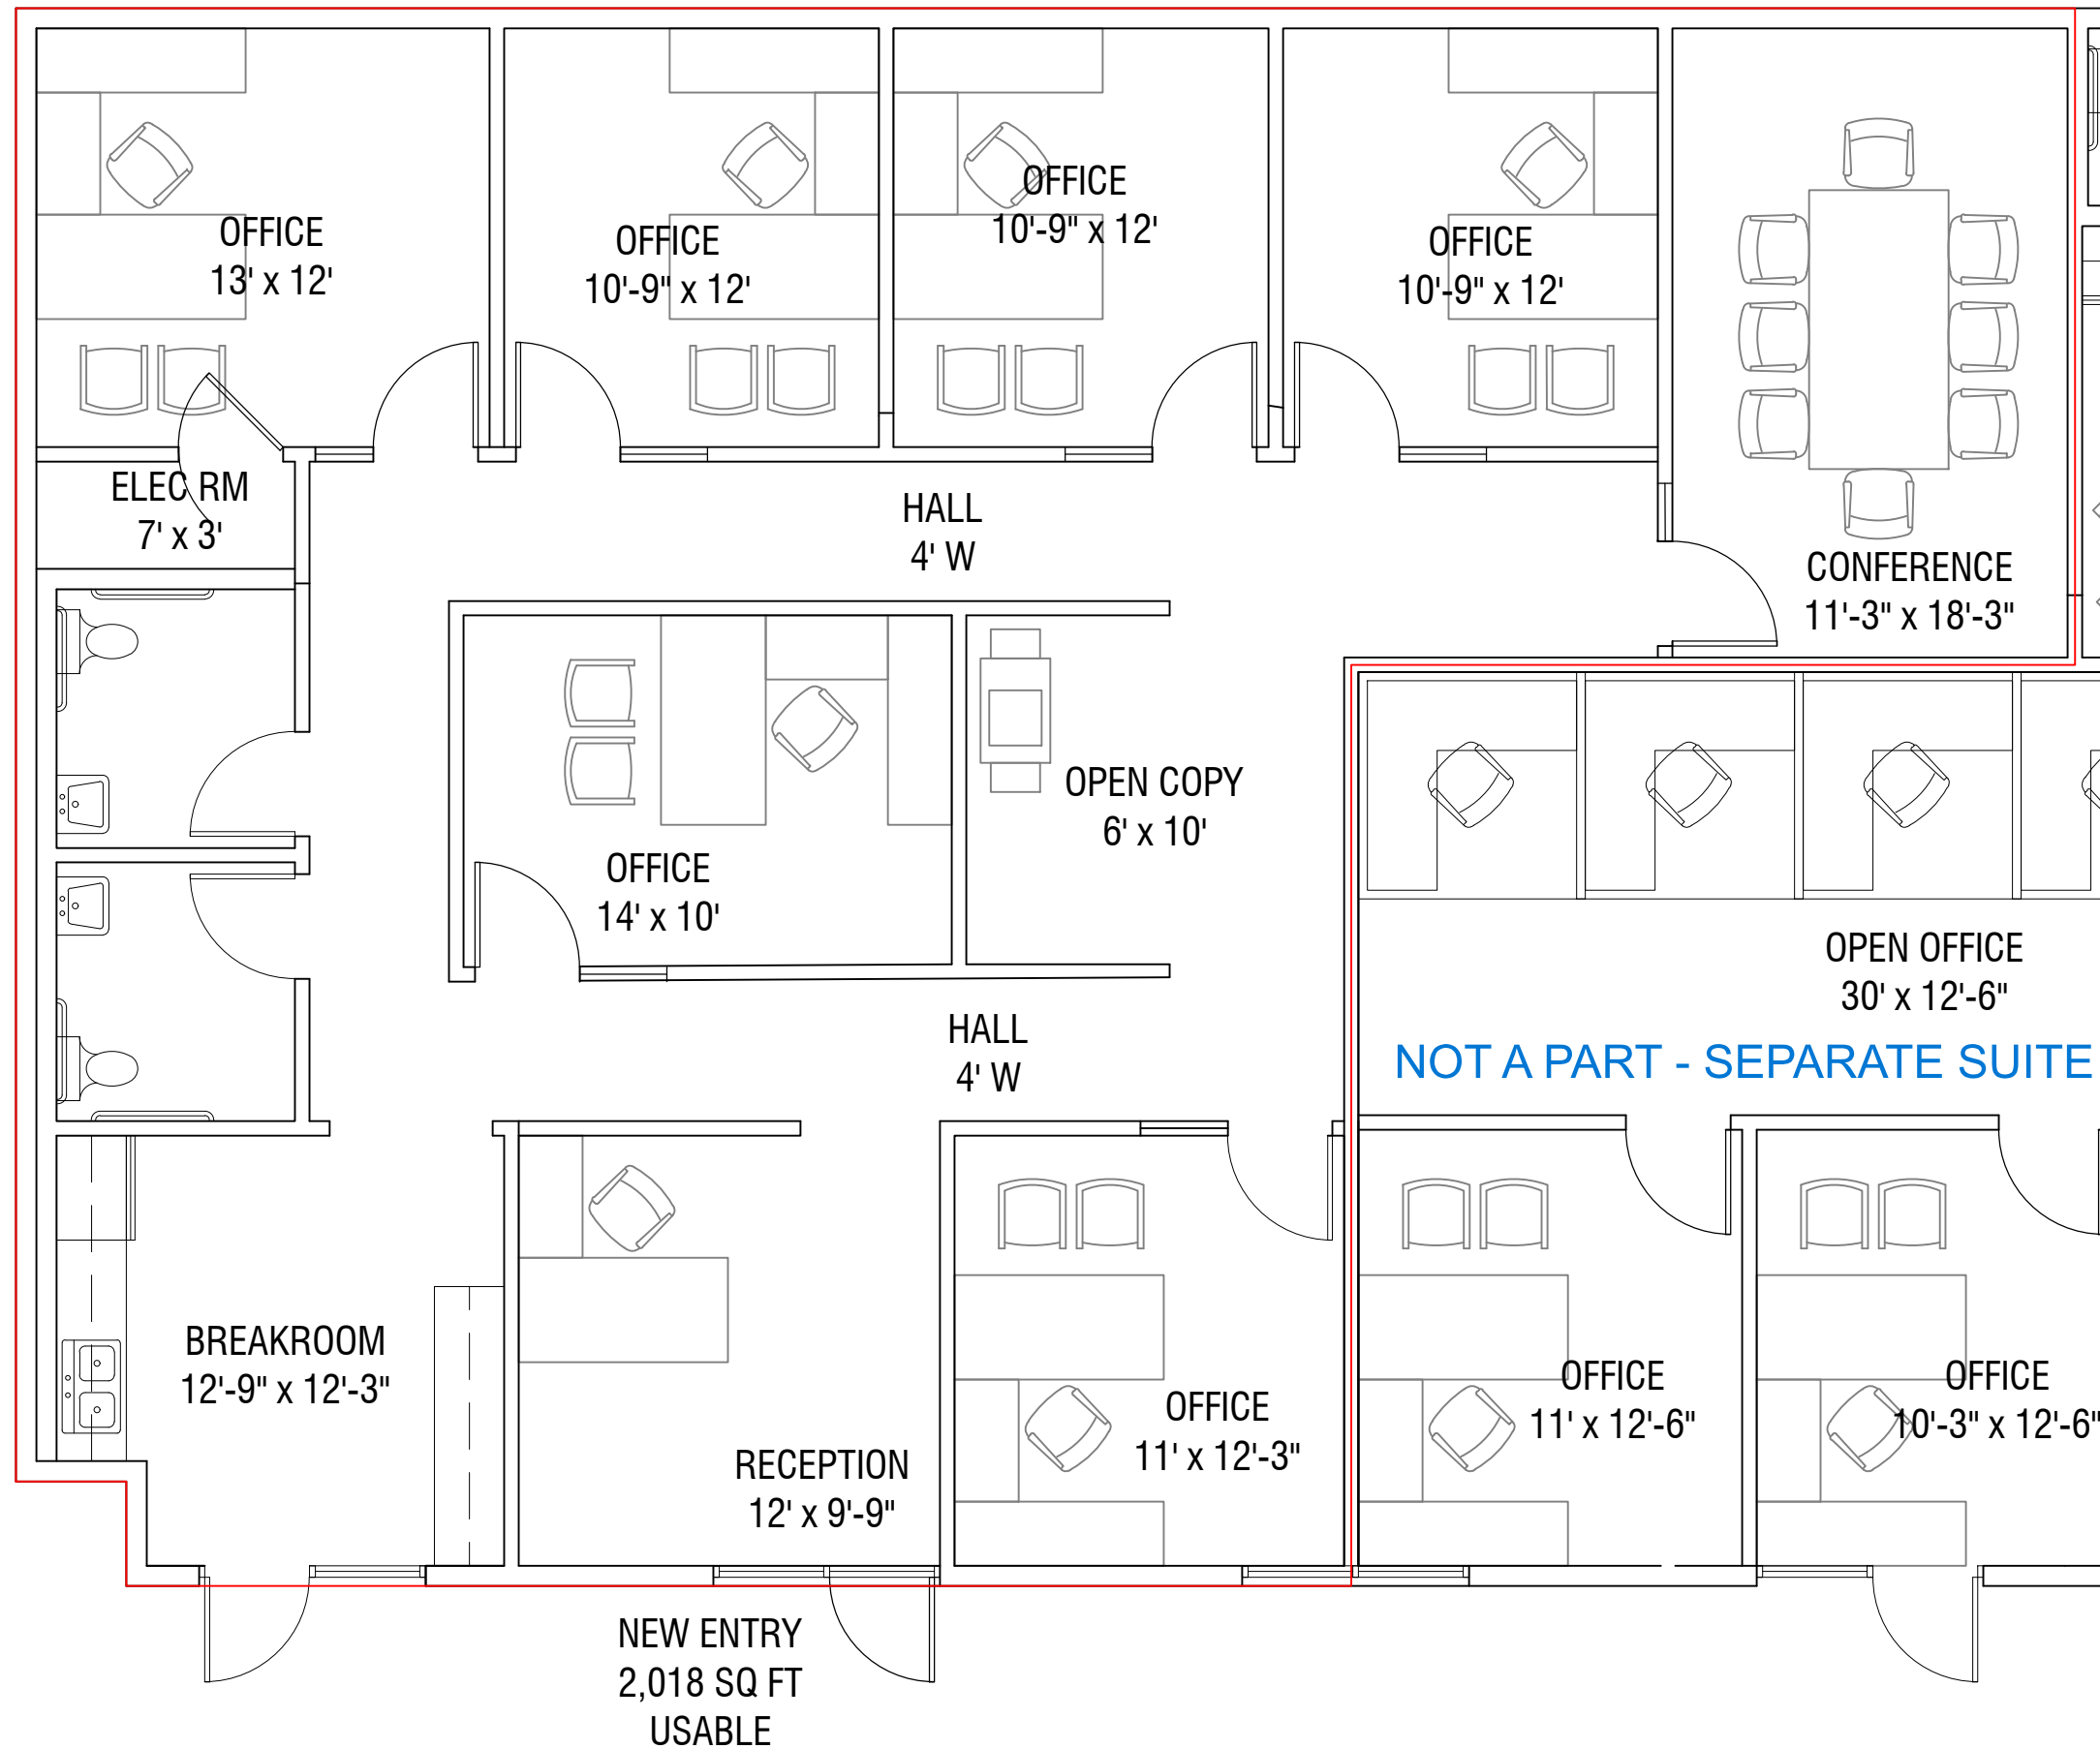 OFFICE
13' x 12'
OFFICE
10'-9" x 12'
OFFICE
10'-9" x 12'
OFFICE
10'-9" x 12'
ELEC RM
7' x 3'
HALL
4' W
CONFERENCE
11'-3" x 18'-3"
OPEN COPY
6' x 10'
OFFICE
14' x 10'
OPEN OFFICE
30' x 12'-6"
HALL
4' W
NOT A PART - SEPARATE SUITE
BREAKROOM
12'-9" x 12'-3"
RECEPTION
12' x 9'-9"
OFFICE
11' x 12'-3"
OFFICE
11' x 12'-6"
OFFICE
10'-3" x 12'-6"
NEW ENTRY
2,018 SQ FT
USABLE